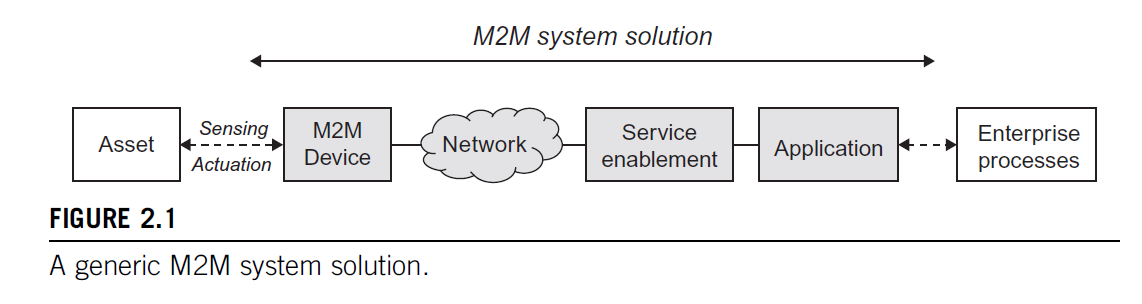 M2M system solution
Asset
Sensing
Actuation
M2M
Device
Network
Service
enablement
Application
Enterprise
processes
FIGURE 2.1
A generic M2M system solution.